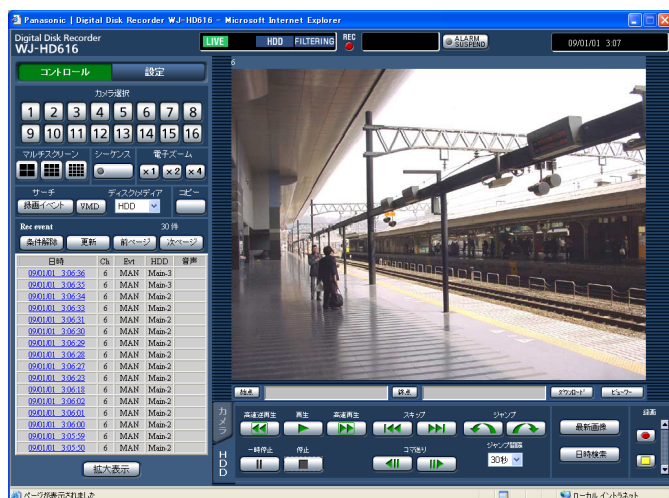 Panasonic | Digital Disk Recorder WJ-HD616 - Microsoft Internet Explorer
Digital Disk Recorder
WJ-HD616
LIVE HDD FILTERING REC ALARM SUSPEND 09/01/01 3:07
コントロール 設定
6
カメラ選択
1 2 3 4 5 6 7 8
9 10 11 12 13 14 15 16
マルチスクリーン シーケンス 電子ズーム
×1 ×2 ×4
サーチ ディスク/メディア コピー
録画イベント VMD HDD
Rec event 30 件
条件解除 更新 前ページ 次ページ
日時 Ch Evt HDD 音声
09/01/01 3:06:36 6 MAN Main-3
09/01/01 3:06:35 6 MAN Main-3
09/01/01 3:06:34 6 MAN Main-2
09/01/01 3:06:33 6 MAN Main-2
09/01/01 3:06:31 6 MAN Main-2
09/01/01 3:06:30 6 MAN Main-2
09/01/01 3:06:29 6 MAN Main-2
09/01/01 3:06:28 6 MAN Main-2
09/01/01 3:06:27 6 MAN Main-2
09/01/01 3:06:23 6 MAN Main-2
09/01/01 3:06:18 6 MAN Main-2
09/01/01 3:06:02 6 MAN Main-2
09/01/01 3:06:01 6 MAN Main-2
09/01/01 3:06:00 6 MAN Main-2
09/01/01 3:05:59 6 MAN Main-2
09/01/01 3:05:50 6 MAN Main-2
拡大表示
始点 終点 ダウンロード ビューワー
カメラ
HDD
高速逆再生 再生 高速再生 スキップ ジャンプ 最新画像 録画
一時停止 停止 コマ送り ジャンプ間隔
30秒 日時検索
ページが表示されました ローカル イントラネット